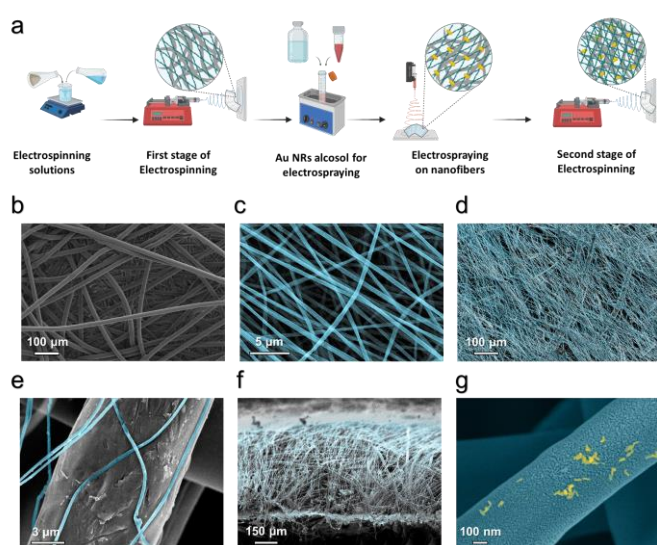 a
Electrospinning
solutions
First stage of
Electrospinning
Au NRs alcosol for
electrospraying
Electrospraying
on nanofibers
Second stage of
Electrospinning
b
c
d
100 μm
5 μm
100 μm
e
f
g
3 μm
150 μm
100 nm